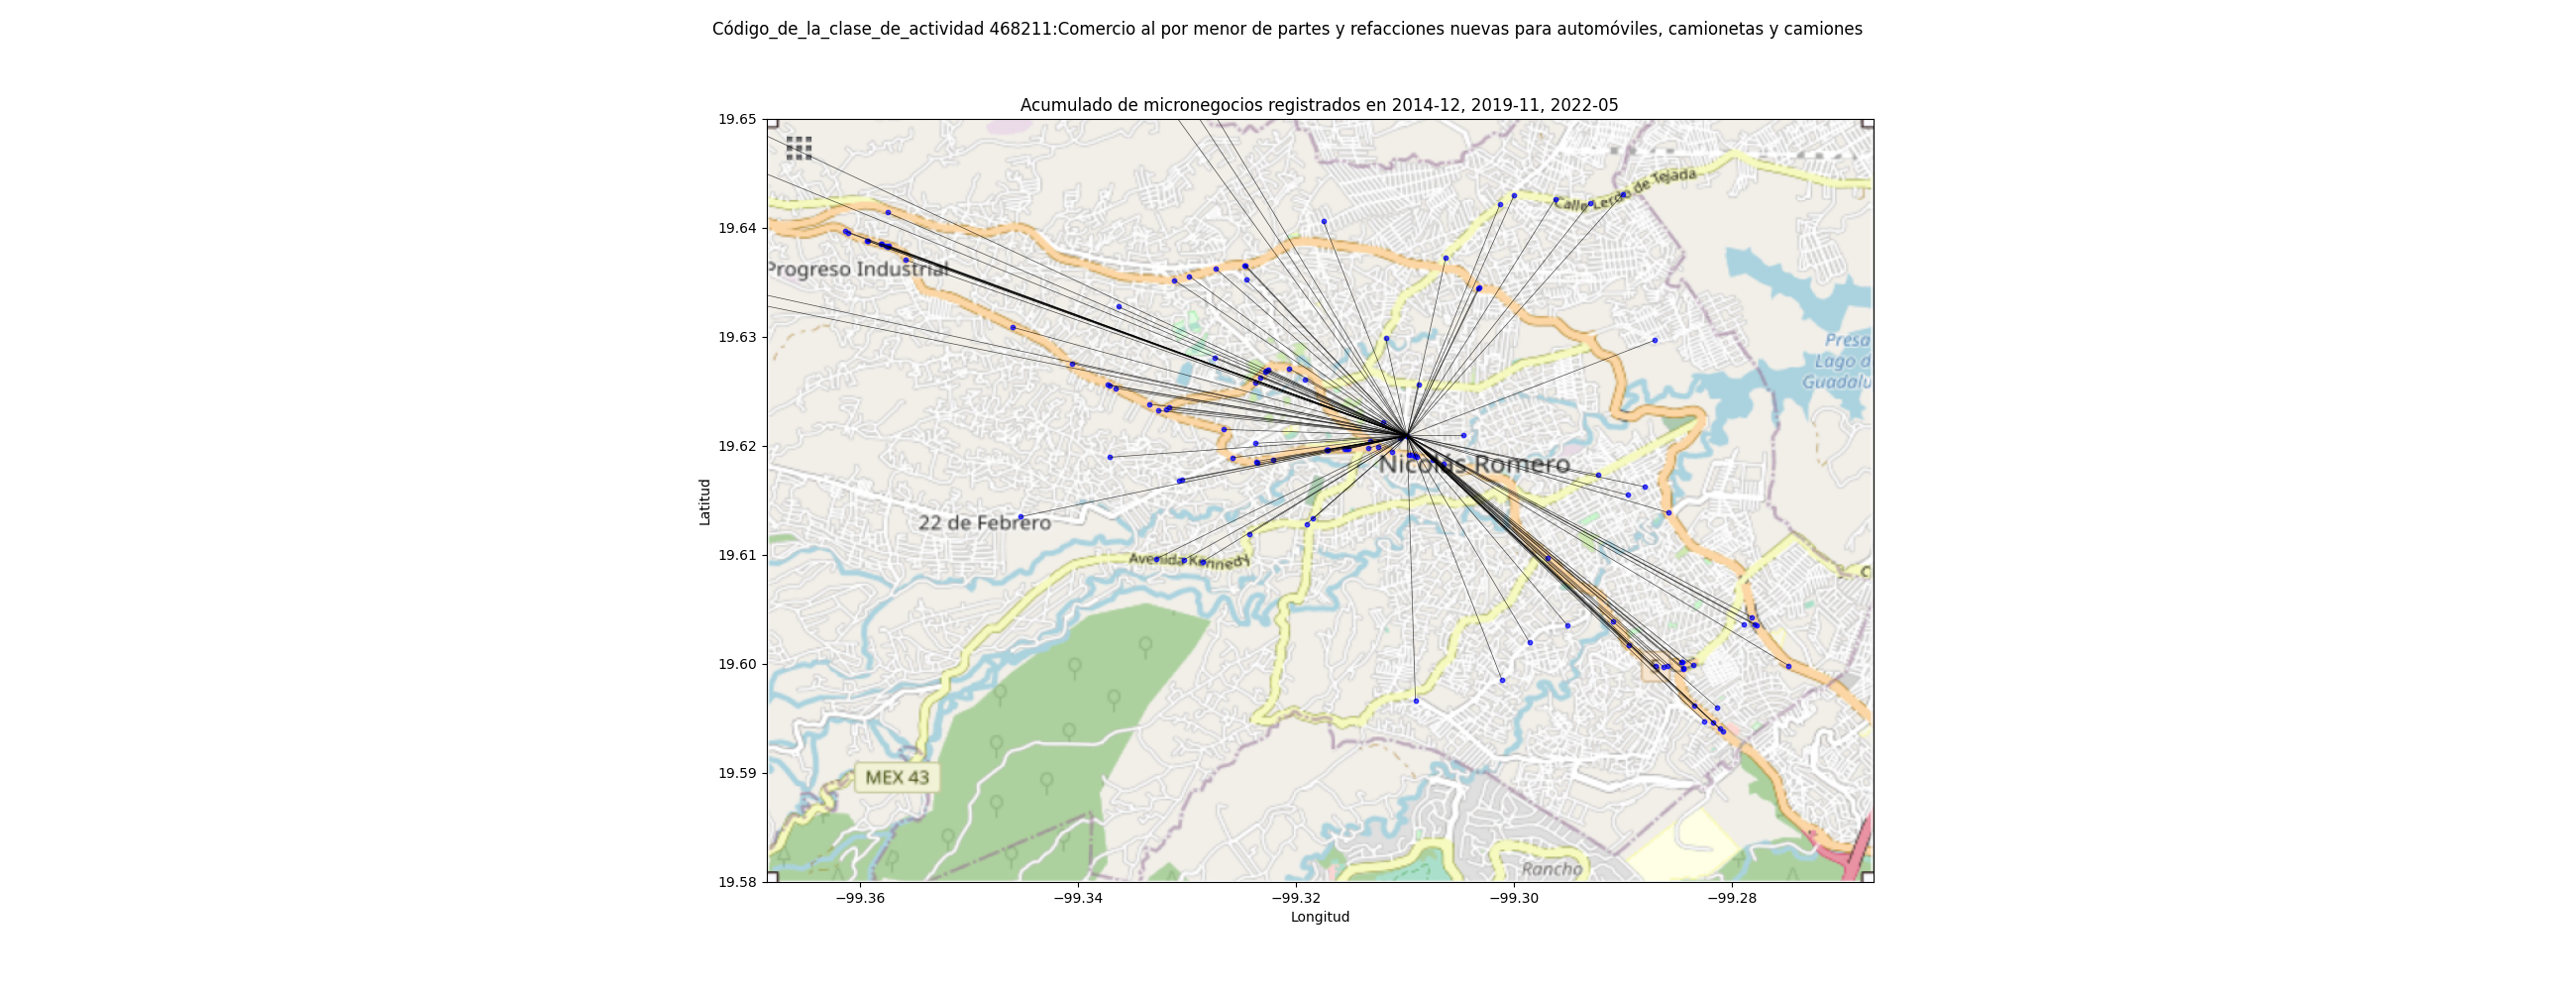 Código_de_la_clase_de_actividad 468211:Comercio al por menor de partes y refacciones nuevas para automóviles, camionetas y camiones
Acumulado de micronegocios registrados en 2014-12, 2019-11, 2022-05
19.65
19.64
19.63
19.62
19.61
19.60
19.59
19.58
Latitud
Calle Lerdo de Tejada
Progreso Industrial
Presa
Lago d
Guadalu
Nicolás Romero
22 de Febrero
Avenida Kennedy
C
MEX 43
Rancho
−99.36
−99.34
−99.32
−99.30
−99.28
Longitud